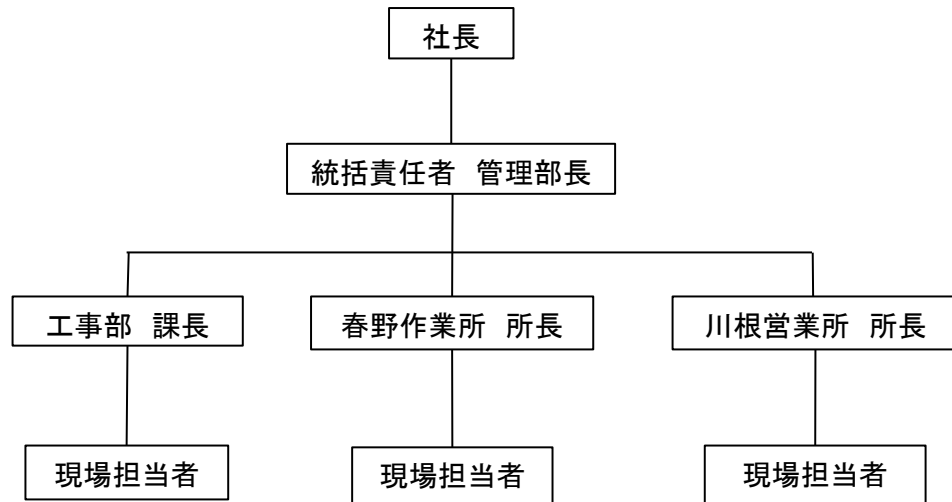 社長
統括責任者　管理部長
工事部　課長
春野作業所　所長
川根営業所　所長
現場担当者
現場担当者
現場担当者